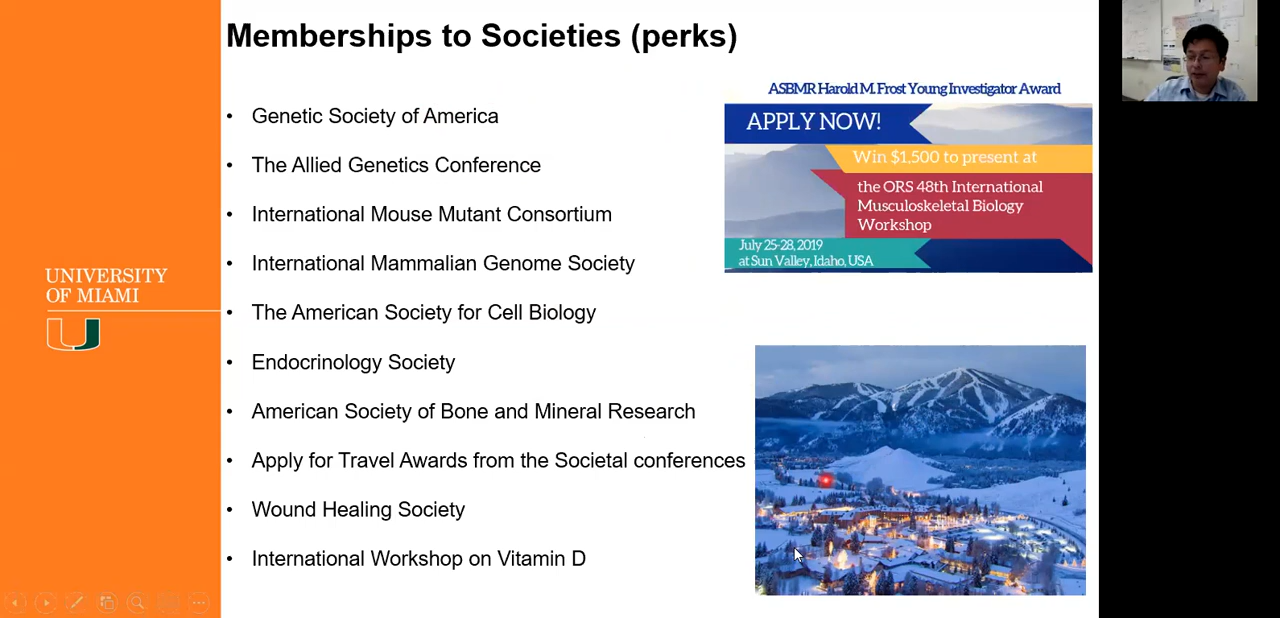 Memberships to Societies (perks)
• Genetic Society of America
• The Allied Genetics Conference
• International Mouse Mutant Consortium
• International Mammalian Genome Society
• The American Society for Cell Biology
• Endocrinology Society
• American Society of Bone and Mineral Research
• Apply for Travel Awards from the Societal conferences
• Wound Healing Society
• International Workshop on Vitamin D
ASBMR Harold M. Frost Young Investigator Award
APPLY NOW!
Win $1,500 to present at
the ORS 48th International
Musculoskeletal Biology
Workshop
July 25-28, 2019
at Sun Valley, Idaho, USA
UNIVERSITY
OF MIAMI
U